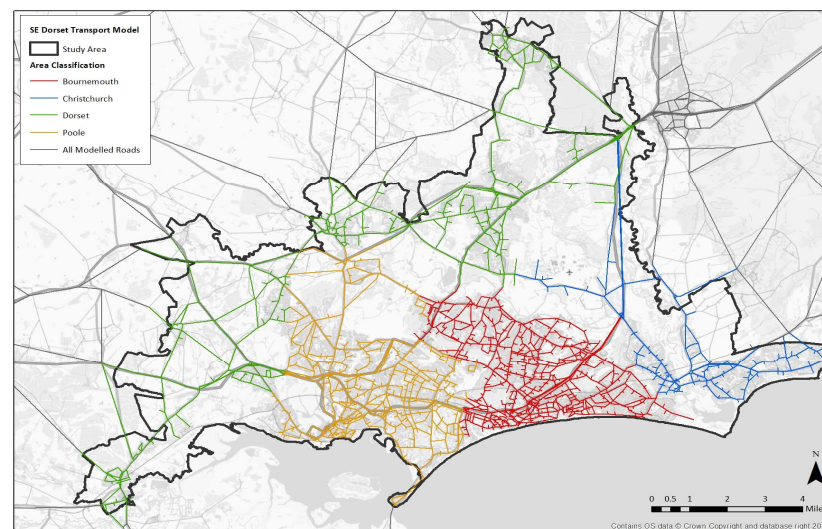 SE Dorset Transport Model
Study Area
Area Classification
Bournemouth
Christchurch
Dorset
Poole
All Modelled Roads
N
0 0.5 1 2 3 4
Mile
Contains OS data © Crown Copyright and database right 20